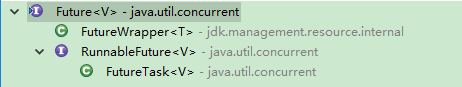 Future<V> - java.util.concurrent
FutureWrapper<T> - jdk.management.resource.internal
RunnableFuture<V> - java.util.concurrent
FutureTask<V> - java.util.concurrent